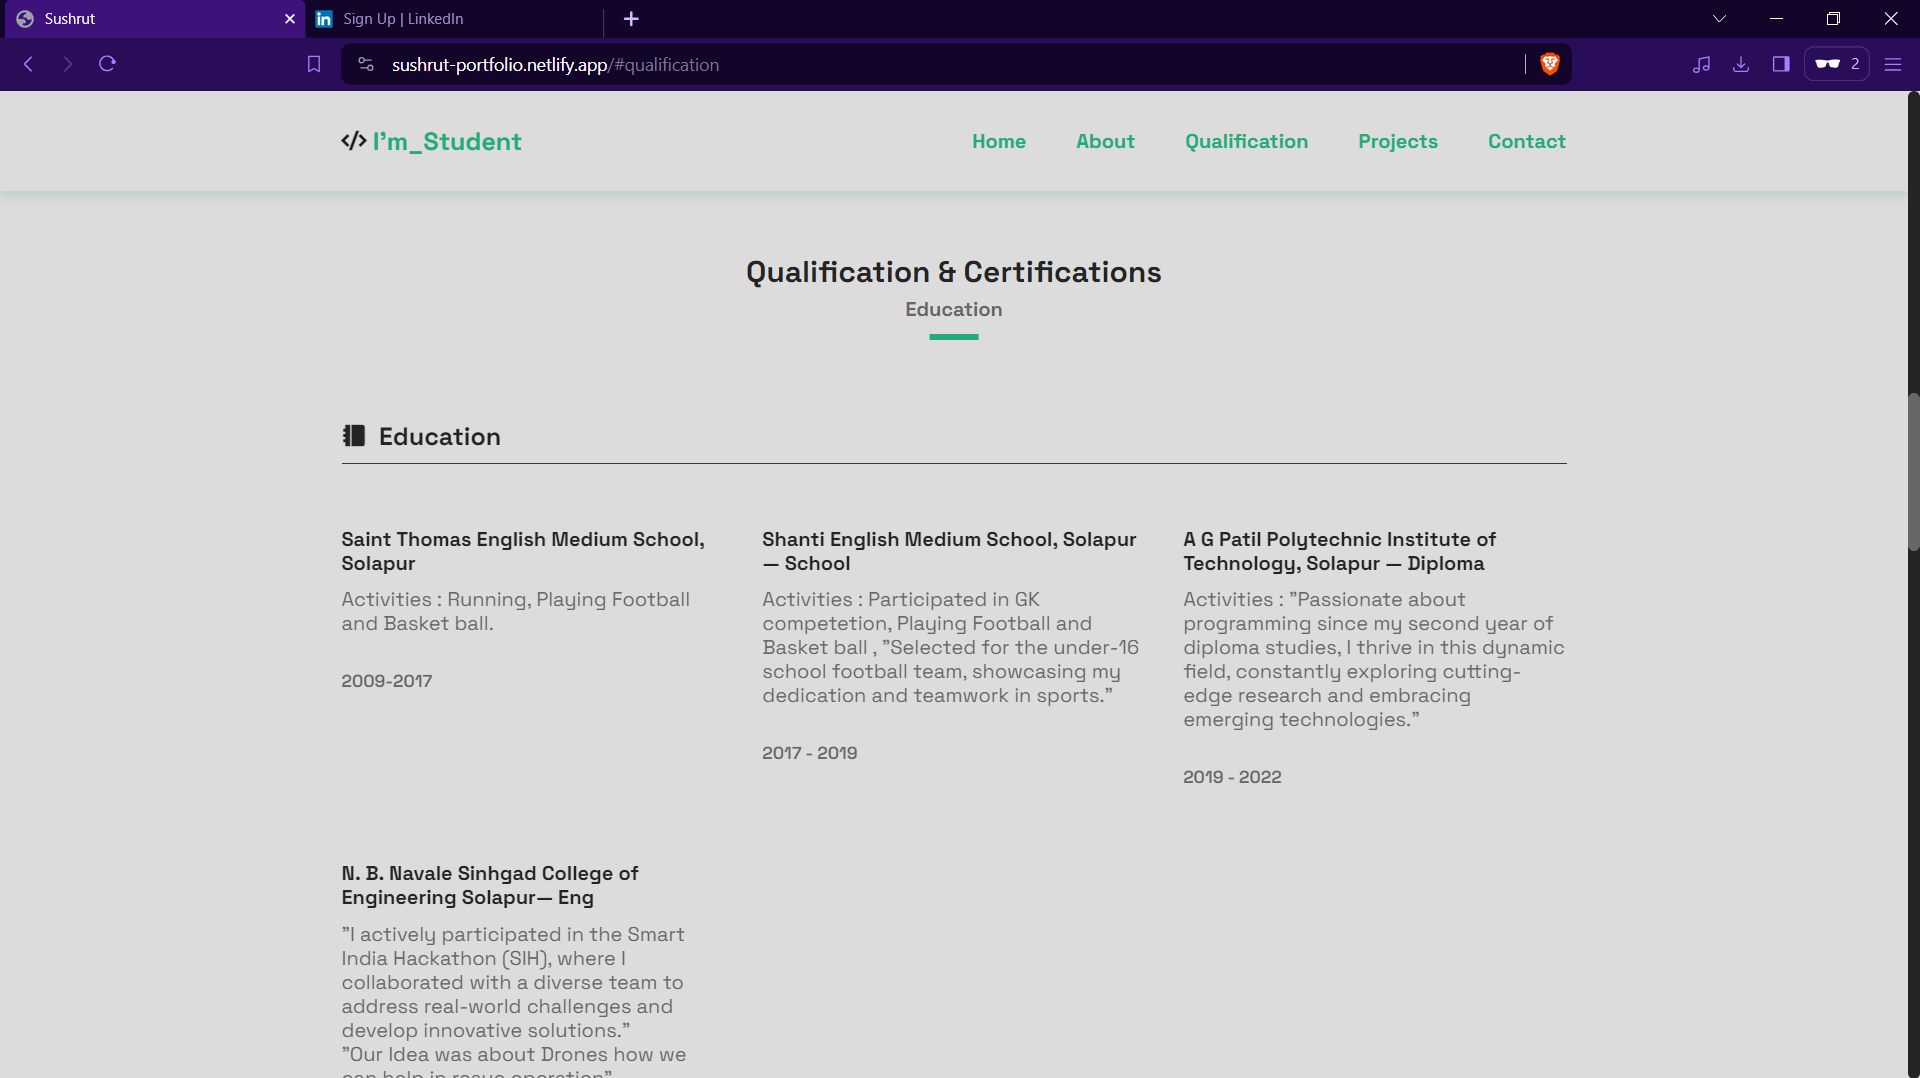 Sushrut
Sign Up | LinkedIn
sushrut-portfolio.netlify.app/#qualification
2
</> I'm_Student
Home
About
Qualification
Projects
Contact
Qualification & Certifications
Education
Education
Saint Thomas English Medium School,
Solapur
Activities : Running, Playing Football
and Basket ball.
2009-2017
Shanti English Medium School, Solapur
— School
Activities : Participated in GK
competetion, Playing Football and
Basket ball , "Selected for the under-16
school football team, showcasing my
dedication and teamwork in sports."
2017 - 2019
A G Patil Polytechnic Institute of
Technology, Solapur — Diploma
Activities : "Passionate about
programming since my second year of
diploma studies, I thrive in this dynamic
field, constantly exploring cutting-
edge research and embracing
emerging technologies."
2019 - 2022
N. B. Navale Sinhgad College of
Engineering Solapur— Eng
"I actively participated in the Smart
India Hackathon (SIH), where I
collaborated with a diverse team to
address real-world challenges and
develop innovative solutions."
"Our Idea was about Drones how we
can help in resue operation"